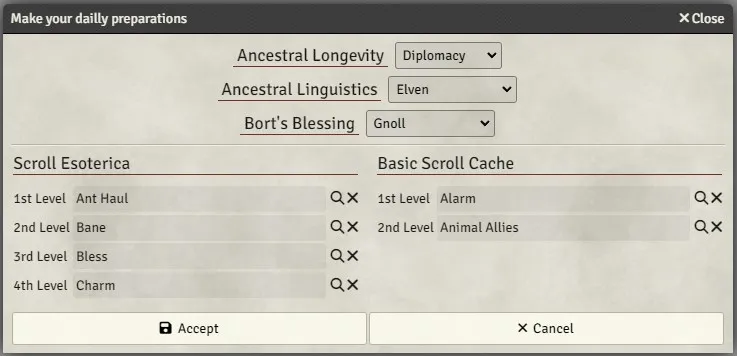 Make your dailly preparations
Close
Ancestral Longevity Diplomacy
Ancestral Linguistics Elven
Bort's Blessing Gnoll
Scroll Esoterica
1st Level Ant Haul
2nd Level Bane
3rd Level Bless
4th Level Charm
Basic Scroll Cache
1st Level Alarm
2nd Level Animal Allies
Accept
Cancel